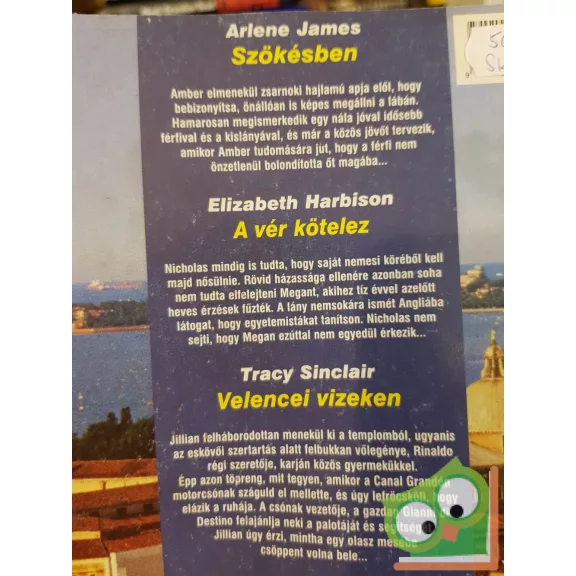 Arlene James
Szökésben
Amber elmenekül zsarnoki hajlamú apja elől, hogy
bebizonyítsa, önállóan is képes megállni a lábán.
Hamarosan megismerkedik egy nála jóval idősebb
férfival és a kislányával, és már a közös jövőt tervezik,
amikor Amber tudomására jut, hogy a férfi nem
önzetlenül bolondította őt magába...
Elizabeth Harbison
A vér kötelez
Nicholas mindig is tudta, hogy saját nemesi köréből kell
majd nősülnie. Rövid házassága ellenére azonban soha
nem tudta elfelejteni Megant, akihez tíz évvel azelőtt
heves érzések fűzték. A lány nemsokára ismét Angliába
látogat, hogy egyetemistákat tanítson. Nicholas nem
sejti, hogy Megan ezúttal nem egyedül érkezik...
Tracy Sinclair
Velencei vizeken
Jillian felháborodottan menekül ki a templomból, ugyanis
az esküvői szertartás alatt felbukkan vőlegénye, Rinaldo
régi szeretője, karján közös gyermekükkel.
Épp azon töpreng, mit tegyen, amikor a Canal Grandén
motorcsónak száguld el mellette, és úgy lefröcsköli, hogy
elázik a ruhája. A csónak vezetője, a gazdag
Destino felajánlja neki a palotáját és
Jillian úgy érzi, mintha egy olasz mesébe
csöppent volna bele...